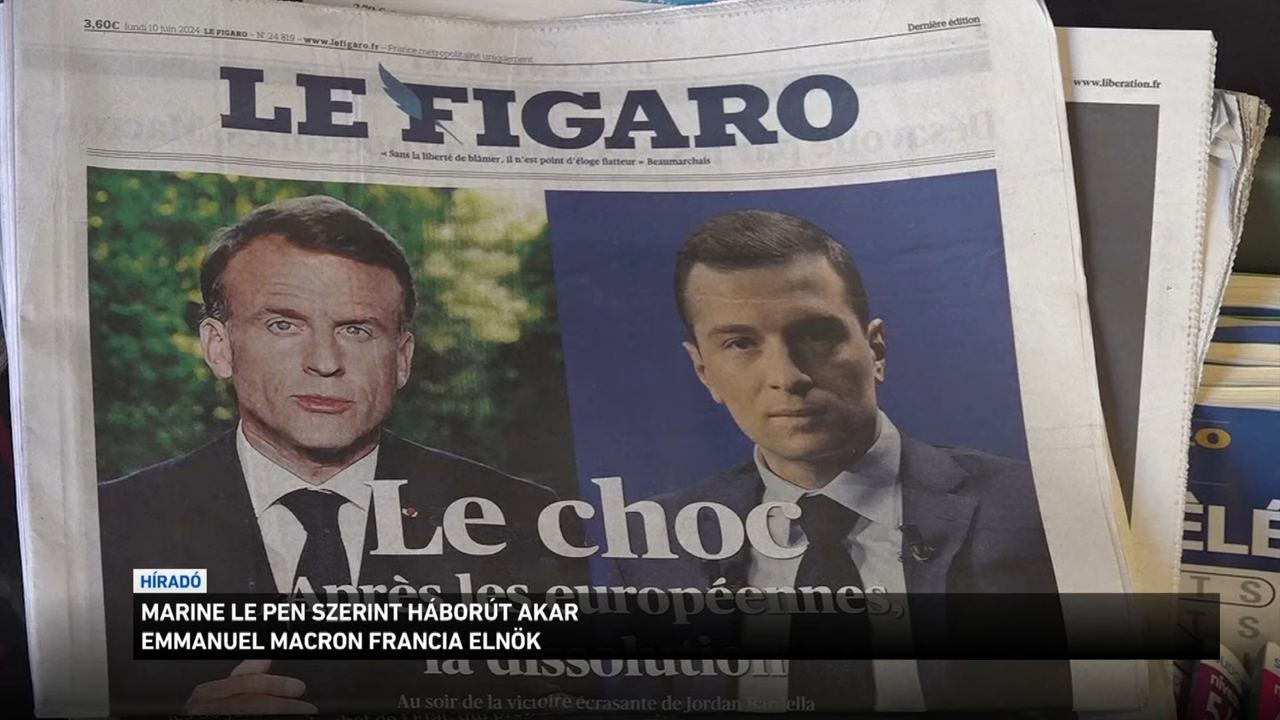 3,60€ lundi 10 juin 2024 LE FIGARO - N° 24 819 - www.lefigaro.fr - France métropolitaine uniquement
Dernière édition
LE FIGARO
« Sans la liberté de blâmer, il n'est point d'éloge flatteur » Beaumarchais
www.liberation.fr
Le choc
Après les européennes,
la dissolution
Au soir de la victoire écrasante de Jordan Bardella
HÍRADÓ
MARINE LE PEN SZERINT HÁBORÚT AKAR
EMMANUEL MACRON FRANCIA ELNÖK
ÈLÉ
T S
T S